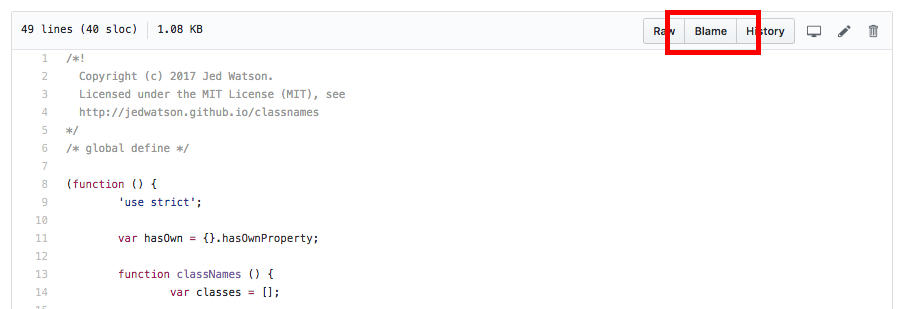 49 lines (40 sloc) 1.08 KB Raw Blame History
1 /*!
2 Copyright (c) 2017 Jed Watson.
3 Licensed under the MIT License (MIT), see
4 http://jedwatson.github.io/classnames
5 */
6 /* global define */
7
8 (function () {
9 'use strict';
10
11 var hasOwn = {}.hasOwnProperty;
12
13 function classNames () {
14 var classes = [];